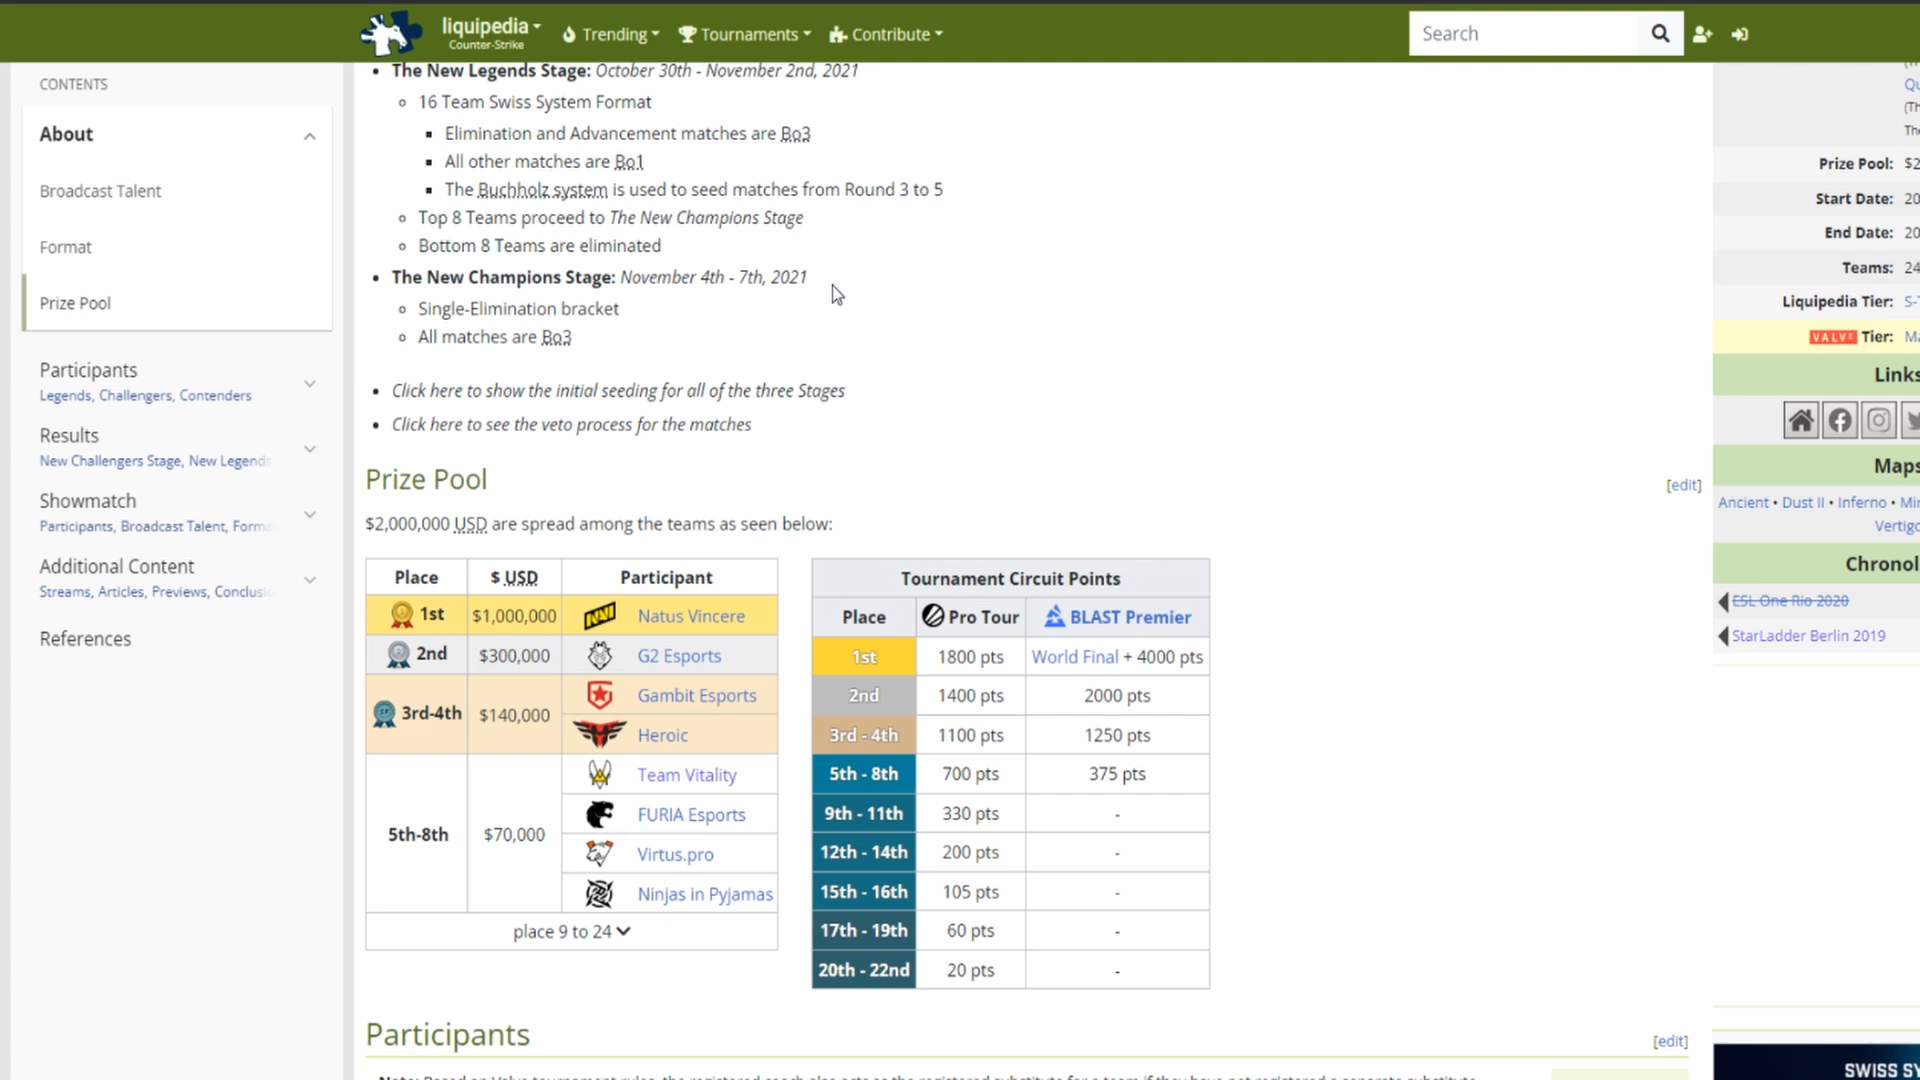 liquipedia
Counter-Strike
Trending
Tournaments
Contribute
Search
CONTENTS
About
Broadcast Talent
Format
Prize Pool
Participants
Legends, Challengers, Contenders
Results
New Challengers Stage, New Legends
Showmatch
Participants, Broadcast Talent, Forma
Additional Content
Streams, Articles, Previews, Conclusio
References
The New Legends Stage: October 30th - November 2nd, 2021
16 Team Swiss System Format
Elimination and Advancement matches are Bo3
All other matches are Bo1
The Buchholz system is used to seed matches from Round 3 to 5
Top 8 Teams proceed to The New Champions Stage
Bottom 8 Teams are eliminated
The New Champions Stage: November 4th - 7th, 2021
Single-Elimination bracket
All matches are Bo3
Click here to show the initial seeding for all of the three Stages
Click here to see the veto process for the matches
Prize Pool [edit]
$2,000,000 USD are spread among the teams as seen below:
Place $ USD Participant
1st $1,000,000 Natus Vincere
2nd $300,000 G2 Esports
3rd-4th $140,000 Gambit Esports
Heroic
5th-8th $70,000 Team Vitality
FURIA Esports
Virtus.pro
Ninjas in Pyjamas
place 9 to 24
Tournament Circuit Points
Place Pro Tour BLAST Premier
1st 1800 pts World Final + 4000 pts
2nd 1400 pts 2000 pts
3rd - 4th 1100 pts 1250 pts
5th - 8th 700 pts 375 pts
9th - 11th 330 pts -
12th - 14th 200 pts -
15th - 16th 105 pts -
17th - 19th 60 pts -
20th - 22nd 20 pts -
Participants [edit]
Qu
(Th
The
Prize Pool: $2
Start Date: 20
End Date: 20
Teams: 24
Liquipedia Tier: S-T
VALVE Tier: Ma
Links
Maps
Ancient • Dust II • Inferno • Mir
Vertigo
Chronol
ESL One Rio 2020
StarLadder Berlin 2019
SWISS SY